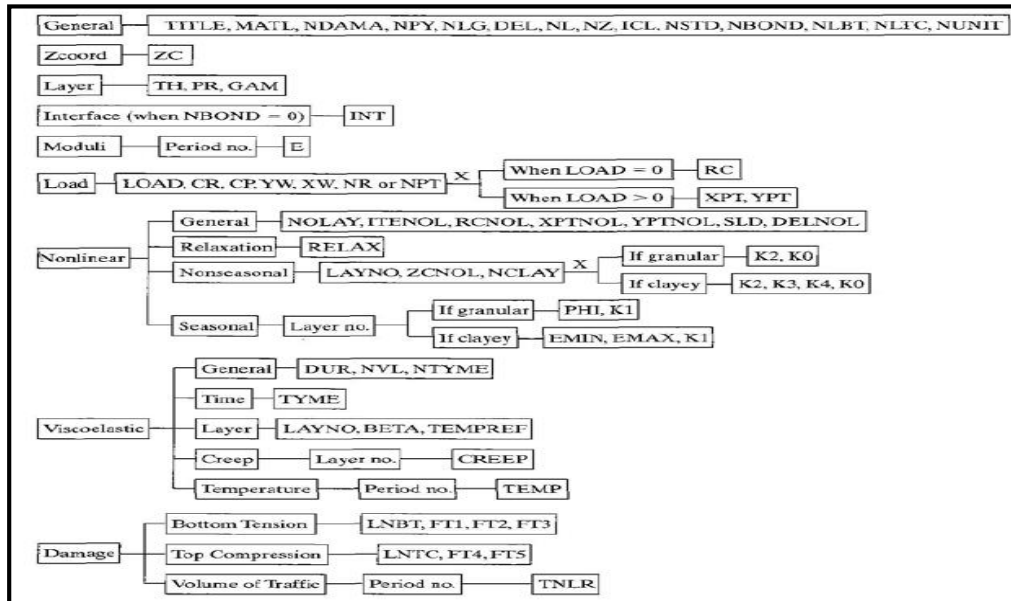 General TITLE, MATL, NDAMA, NPY, NLG, DEL, NL, NZ, ICL, NSTD, NBOND, NLBT, NLTC, NUNIT
Zcoord ZC
Layer TH, PR, GAM
Interface (when NBOND = 0) INT
Moduli Period no. E
Load LOAD, CR, CP, YW, XW, NR or NPT X When LOAD = 0 RC
When LOAD > 0 XPT, YPT
Nonlinear
General NOLAY, ITENOL, RCNOL, XPTNOL, YPTNOL, SLD, DELNOL
Relaxation RELAX
Nonseasonal LAYNO, ZCNOL, NCLAY X If granular K2, K0
If clayey K2, K3, K4, K0
Seasonal Layer no. If granular PHI, K1
If clayey EMIN, EMAX, K1
Viscoelastic
General DUR, NVL, NTYME
Time TYME
Layer LAYNO, BETA, TEMPREF
Creep Layer no. CREEP
Temperature Period no. TEMP
Damage
Bottom Tension LNBT, FT1, FT2, FT3
Top Compression LNTC, FT4, FT5
Volume of Traffic Period no. TNLR